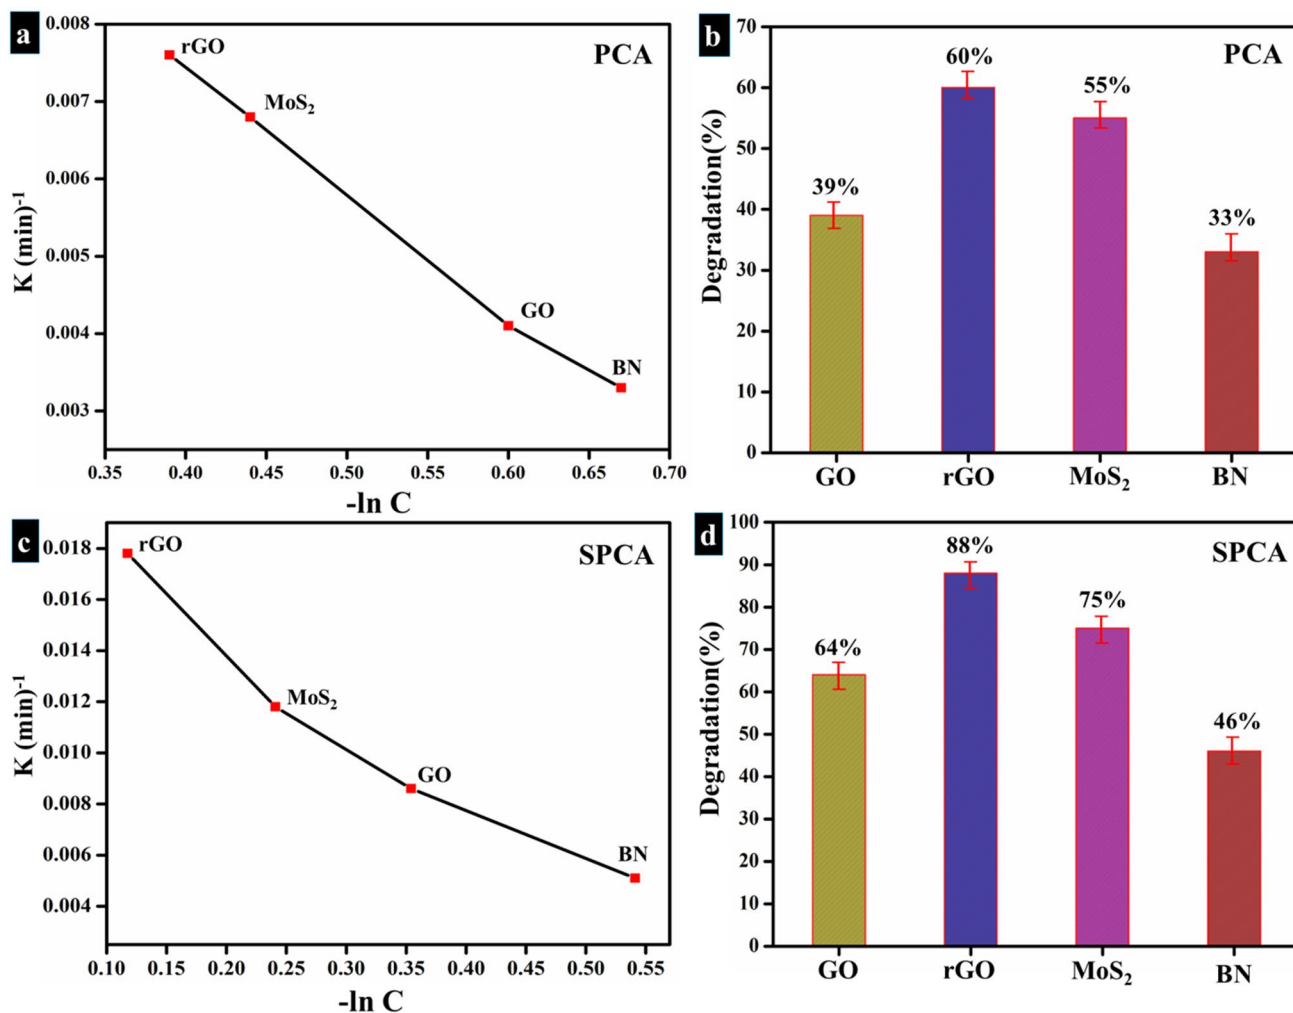 a
PCA
K (min)-1
0.008
0.007
0.006
0.005
0.004
0.003
rGO
MoS2
GO
BN
0.35 0.40 0.45 0.50 0.55 0.60 0.65 0.70
-ln C
b
PCA
Degradation(%)
70
60
50
40
30
20
10
0
39%
60%
55%
33%
GO rGO MoS2 BN
c
SPCA
K (min)-1
0.018
0.016
0.014
0.012
0.010
0.008
0.006
0.004
rGO
MoS2
GO
BN
0.10 0.15 0.20 0.25 0.30 0.35 0.40 0.45 0.50 0.55
-ln C
d
SPCA
Degradation(%)
100
90
80
70
60
50
40
30
20
10
0
64%
88%
75%
46%
GO rGO MoS2 BN